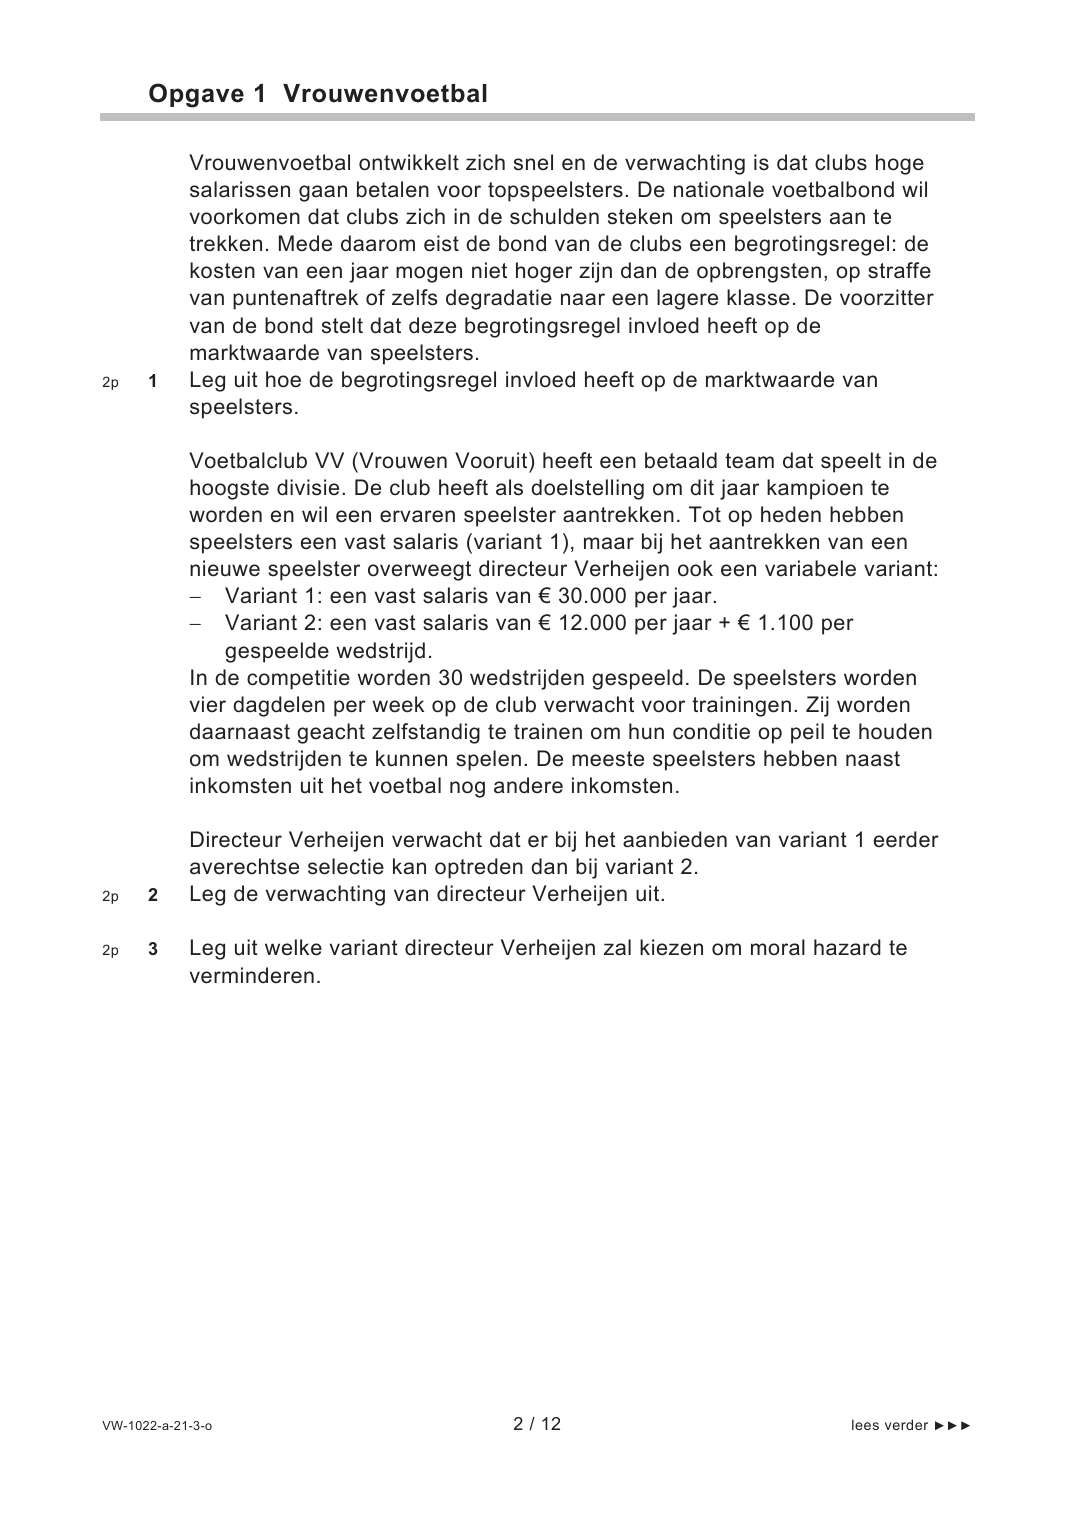 Opgave 1 Vrouwenvoetbal
Vrouwenvoetbal ontwikkelt zich snel en de verwachting is dat clubs hoge
salarissen gaan betalen voor topspeelsters. De nationale voetbalbond wil
voorkomen dat clubs zich in de schulden steken om speelsters aan te
trekken. Mede daarom eist de bond van de clubs een begrotingsregel: de
kosten van een jaar mogen niet hoger zijn dan de opbrengsten, op straffe
van puntenaftrek of zelfs degradatie naar een lagere klasse. De voorzitter
van de bond stelt dat deze begrotingsregel invloed heeft op de
marktwaarde van speelsters.
2p 1 Leg uit hoe de begrotingsregel invloed heeft op de marktwaarde van
speelsters.
Voetbalclub VV (Vrouwen Vooruit) heeft een betaald team dat speelt in de
hoogste divisie. De club heeft als doelstelling om dit jaar kampioen te
worden en wil een ervaren speelster aantrekken. Tot op heden hebben
speelsters een vast salaris (variant 1), maar bij het aantrekken van een
nieuwe speelster overweegt directeur Verheijen ook een variabele variant:
– Variant 1: een vast salaris van € 30.000 per jaar.
– Variant 2: een vast salaris van € 12.000 per jaar + € 1.100 per
gespeelde wedstrijd.
In de competitie worden 30 wedstrijden gespeeld. De speelsters worden
vier dagdelen per week op de club verwacht voor trainingen. Zij worden
daarnaast geacht zelfstandig te trainen om hun conditie op peil te houden
om wedstrijden te kunnen spelen. De meeste speelsters hebben naast
inkomsten uit het voetbal nog andere inkomsten.
Directeur Verheijen verwacht dat er bij het aanbieden van variant 1 eerder
averechtse selectie kan optreden dan bij variant 2.
2p 2 Leg de verwachting van directeur Verheijen uit.
2p 3 Leg uit welke variant directeur Verheijen zal kiezen om moral hazard te
verminderen.
VW-1022-a-21-3-o 2 / 12 lees verder ►►►